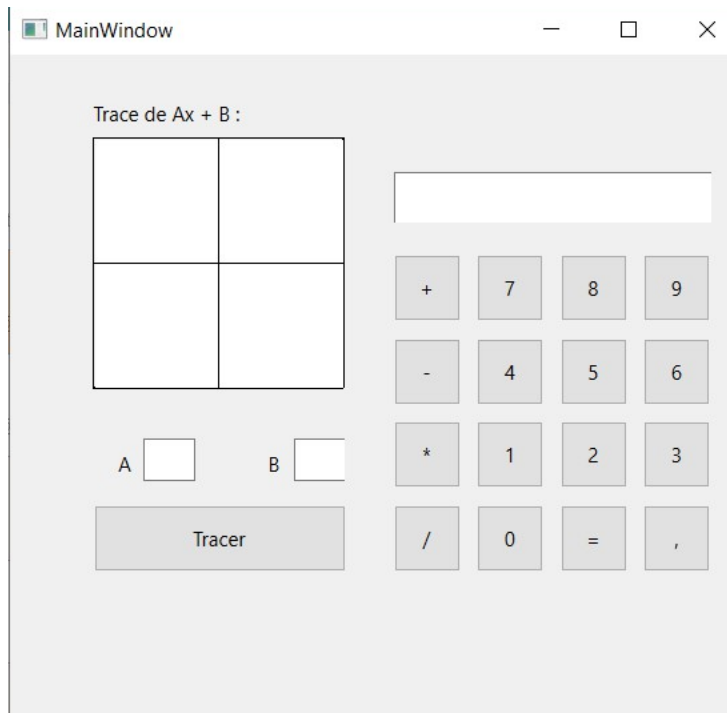 MainWindow
Trace de Ax + B :
+ 7 8 9
- 4 5 6
* 1 2 3
A B
Tracer
/ 0 = ,